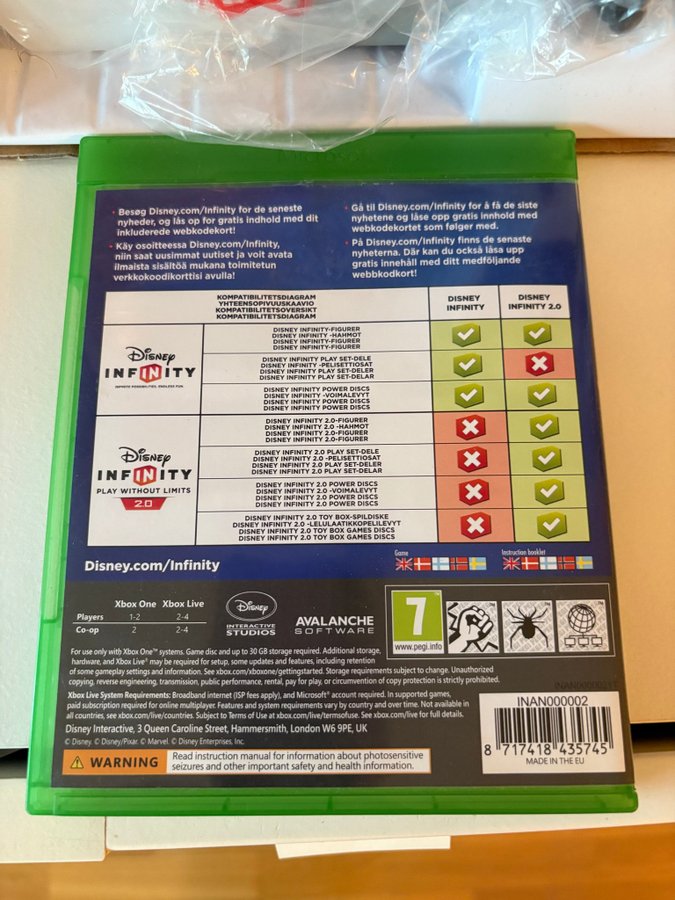 • Besøg Disney.com/Infinity for de seneste
nyheder, og lås op for gratis indhold med dit
inkluderede webkodekort!
• Käy osoitteessa Disney.com/Infinity,
niin saat uusimmat uutiset ja voit avata
ilmaista sisältöä mukana toimitetun
verkkokoodikorttisi avulla!
• Gå til Disney.com/Infinity for å få de siste
nyhetene og låse opp gratis innhold med
webkodekortet som følger med.
• På Disney.com/Infinity finns de senaste
nyheterna. Där kan du också låsa upp
gratis innehåll med ditt medföljande
webbkodkort!
KOMPATIBILITETSDIAGRAM
YHTEENSOPIVUUSKAAVIO
KOMPATIBILITETSOVERSIKT
KOMPATIBILITETSDIAGRAM
DISNEY
INFINITY
DISNEY
INFINITY 2.0
Disney
INFINITY
INFINITE POSSIBILITIES. ENDLESS FUN.
DISNEY INFINITY-FIGURER
DISNEY INFINITY -HAHMOT
DISNEY INFINITY-FIGURER
DISNEY INFINITY-FIGURER
DISNEY INFINITY PLAY SET-DELE
DISNEY INFINITY -PELISETTIOSAT
DISNEY INFINITY PLAY SET-DELER
DISNEY INFINITY PLAY SET-DELAR
DISNEY INFINITY POWER DISCS
DISNEY INFINITY -VOIMALEVYT
DISNEY INFINITY POWER DISCS
DISNEY INFINITY POWER DISCS
Disney
INFINITY
PLAY WITHOUT LIMITS
2.0
DISNEY INFINITY 2.0-FIGURER
DISNEY INFINITY 2.0 -HAHMOT
DISNEY INFINITY 2.0-FIGURER
DISNEY INFINITY 2.0-FIGURER
DISNEY INFINITY 2.0 PLAY SET-DELE
DISNEY INFINITY 2.0 -PELISETTIOSAT
DISNEY INFINITY 2.0 PLAY SET-DELER
DISNEY INFINITY 2.0 PLAY SET-DELAR
DISNEY INFINITY 2.0 POWER DISCS
DISNEY INFINITY 2.0 -VOIMALEVYT
DISNEY INFINITY 2.0 POWER DISCS
DISNEY INFINITY 2.0 POWER DISCS
DISNEY INFINITY 2.0 TOY BOX-SPILDISKE
DISNEY INFINITY 2.0 -LELULAATIKKOPELILEVYT
DISNEY INFINITY 2.0 TOY BOX GAMES DISCS
DISNEY INFINITY 2.0 TOY BOX GAMES DISCS
Disney.com/Infinity
Game
Instruction booklet
Xbox One Xbox Live
Players 1-2 2-4
Co-op 2 2-4
Disney
INTERACTIVE
STUDIOS
AVALANCHE
SOFTWARE
7
www.pegi.info
For use only with Xbox One™ systems. Game disc and up to 30 GB storage required. Additional storage,
hardware, and Xbox Live® may be required for setup, some updates and features, including retention
of some gameplay settings and information. See xbox.com/xboxone/gettingstarted. Storage requirements subject to change. Unauthorized
copying, reverse engineering, transmission, public performance, rental, pay for play, or circumvention of copy protection is strictly prohibited.
Xbox Live System Requirements: Broadband internet (ISP fees apply), and Microsoft® account required. In supported games,
paid subscription required for online multiplayer. Features and system requirements vary by country and over time. Not available in
all countries, see xbox.com/live/countries. Subject to Terms of Use at xbox.com/live/termsofuse. See xbox.com/live for full details.
Disney Interactive, 3 Queen Caroline Street, Hammersmith, London W6 9PE, UK
© Disney. © Disney/Pixar. © Marvel. © Disney Enterprises, Inc.
WARNING
Read instruction manual for information about photosensitive
seizures and other important safety and health information.
INAN000002
8 717418 435745
MADE IN THE EU